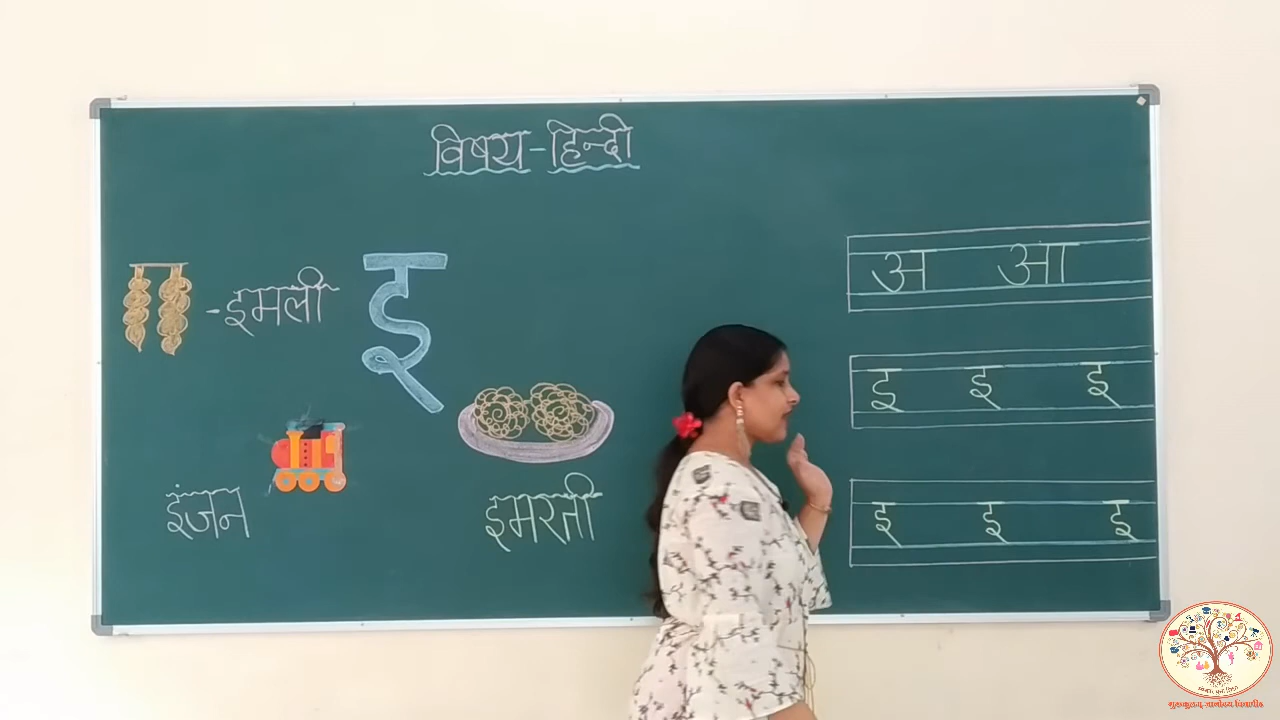 विषय-हिन्दी
-इमली
इ
इंजन
इमरती
अ आ
इ इ इ
इ इ इ